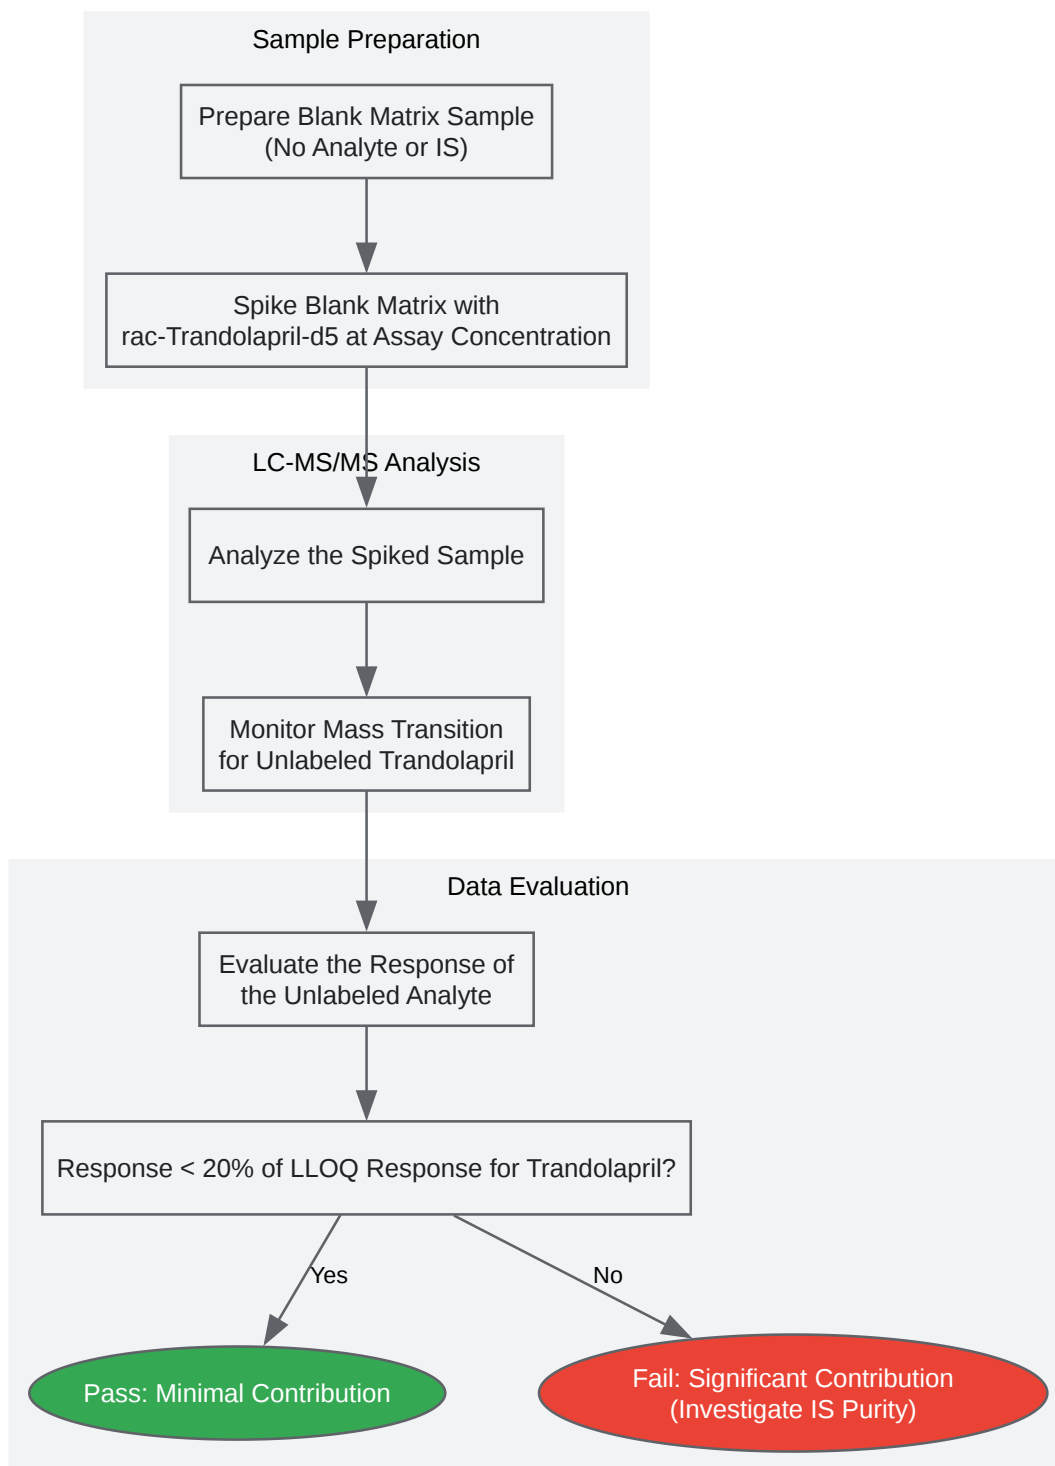 Sample Preparation
Prepare Blank Matrix Sample
(No Analyte or IS)
Spike Blank Matrix with
rac-Trandolapril-d5 at Assay Concentration
LC-MS/MS Analysis
Analyze the Spiked Sample
Monitor Mass Transition
for Unlabeled Trandolapril
Data Evaluation
Evaluate the Response of
the Unlabeled Analyte
Response < 20% of LLOQ Response for Trandolapril?
Yes
No
Pass: Minimal Contribution
Fail: Significant Contribution
(Investigate IS Purity)